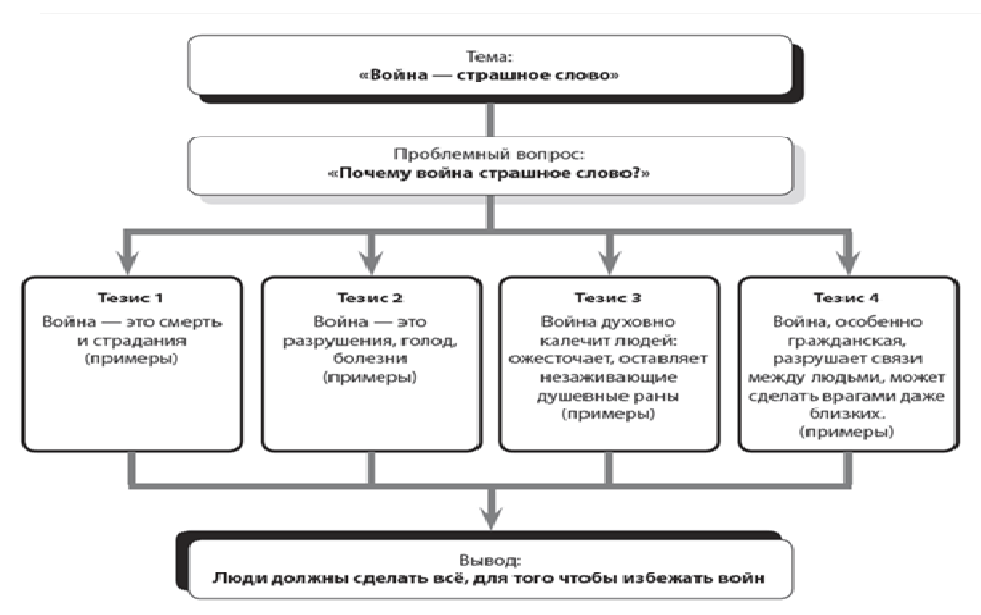 Тема:
«Война — страшное слово»
Проблемный вопрос:
«Почему война страшное слово?»
Тезис 1
Война — это смерть
и страдания
(примеры)
Тезис 2
Война — это
разрушения, голод,
болезни
(примеры)
Тезис 3
Война духовно
калечит людей:
ожесточает, оставляет
незаживающие
душевные раны
(примеры)
Тезис 4
Война, особенно
гражданская,
разрушает связи
между людьми, может
сделать врагами даже
близких.
(примеры)
Вывод:
Люди должны сделать всё, для того чтобы избежать войн